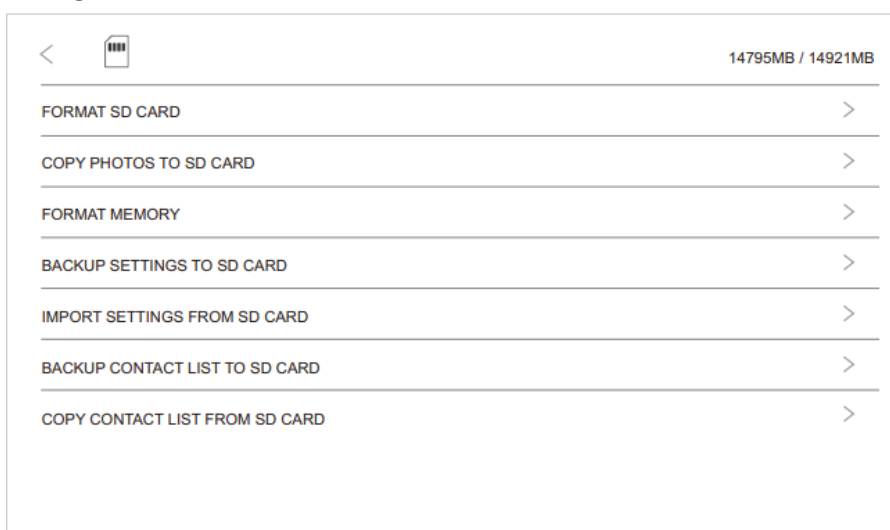 14795MB / 14921MB
FORMAT SD CARD
COPY PHOTOS TO SD CARD
FORMAT MEMORY
BACKUP SETTINGS TO SD CARD
IMPORT SETTINGS FROM SD CARD
BACKUP CONTACT LIST TO SD CARD
COPY CONTACT LIST FROM SD CARD